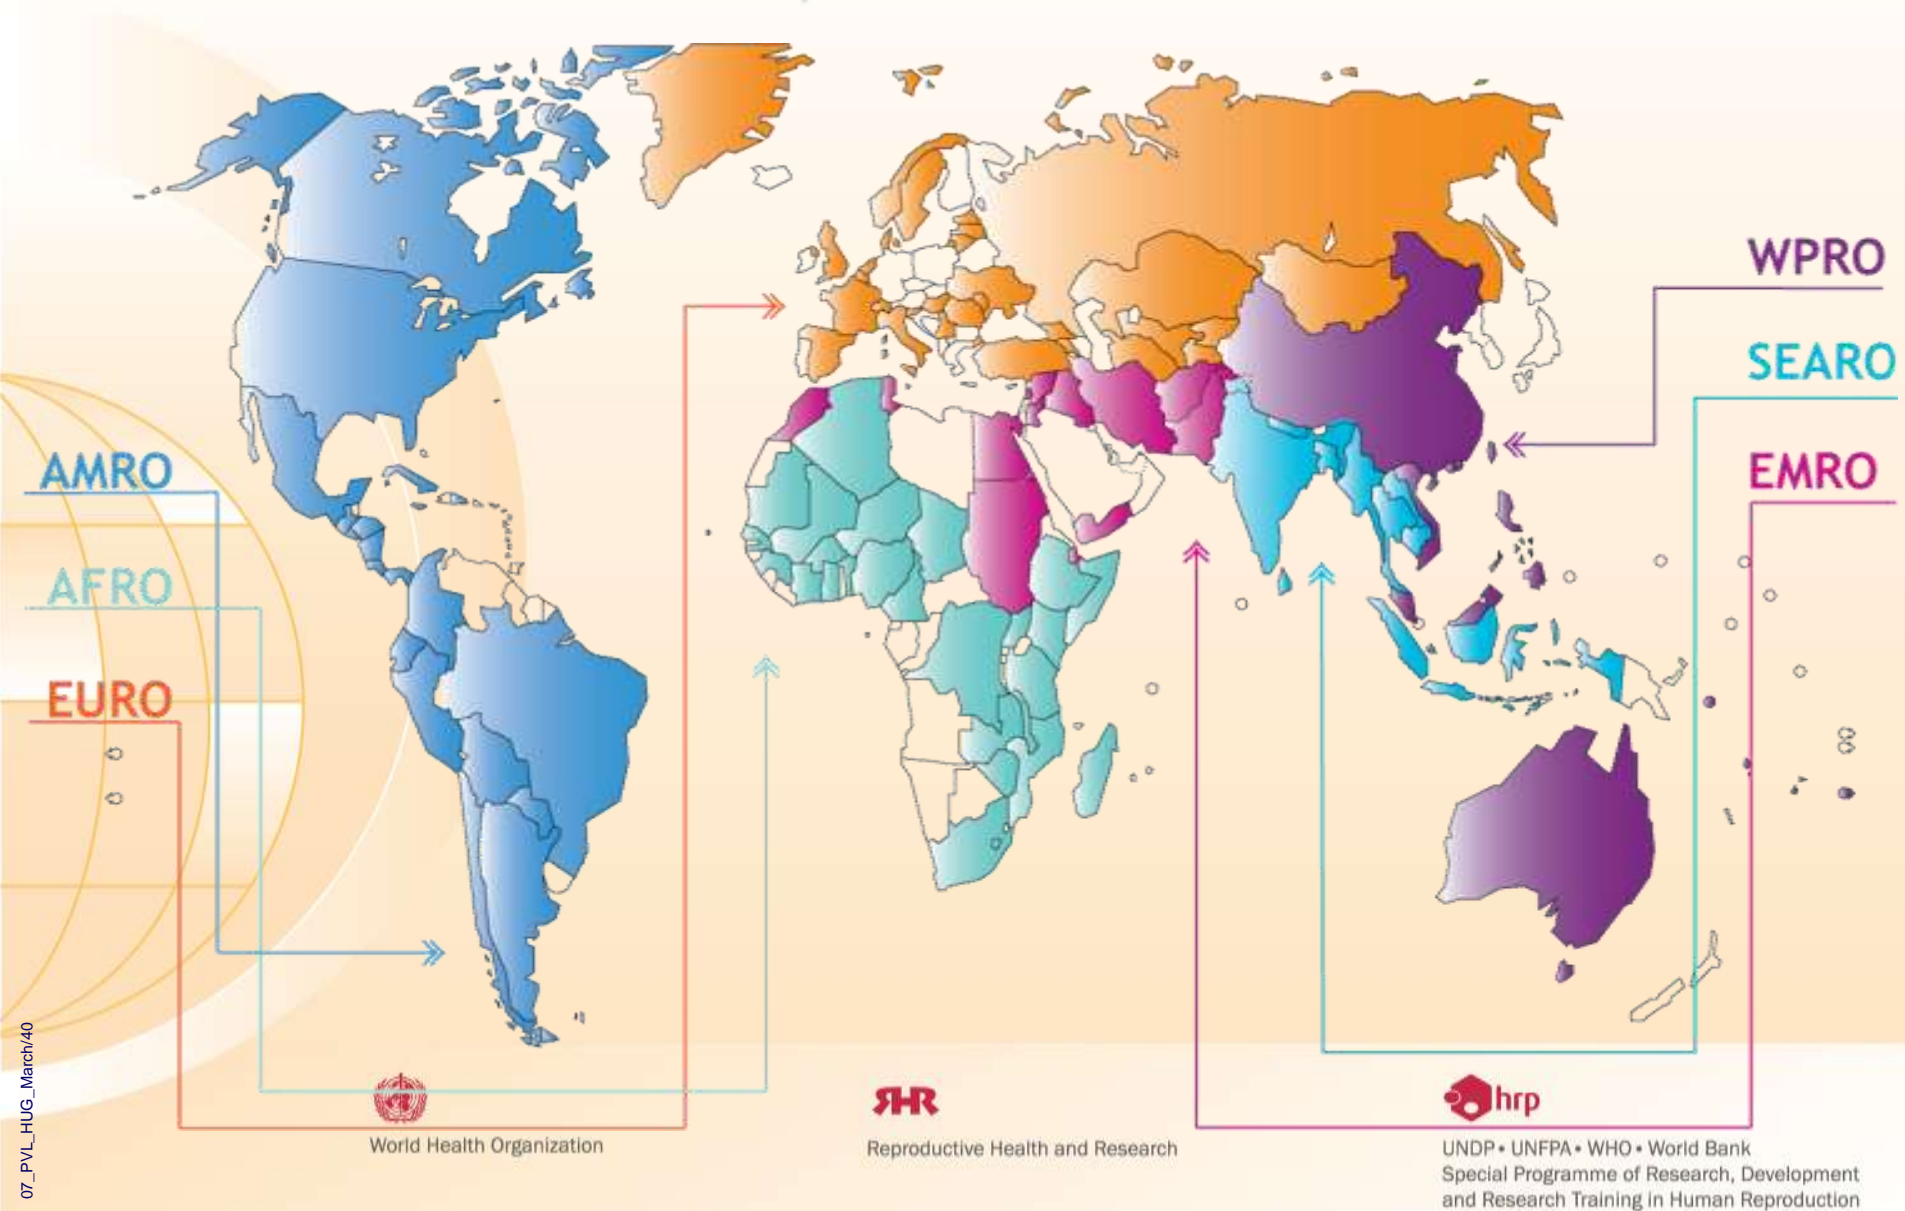 WPRO
SEARO
EMRO
AMRO
AFRO
EURO
07_PVL_HUG_March/40
World Health Organization
RHR
Reproductive Health and Research
hrp
UNDP • UNFPA • WHO • World Bank
Special Programme of Research, Development
and Research Training in Human Reproduction